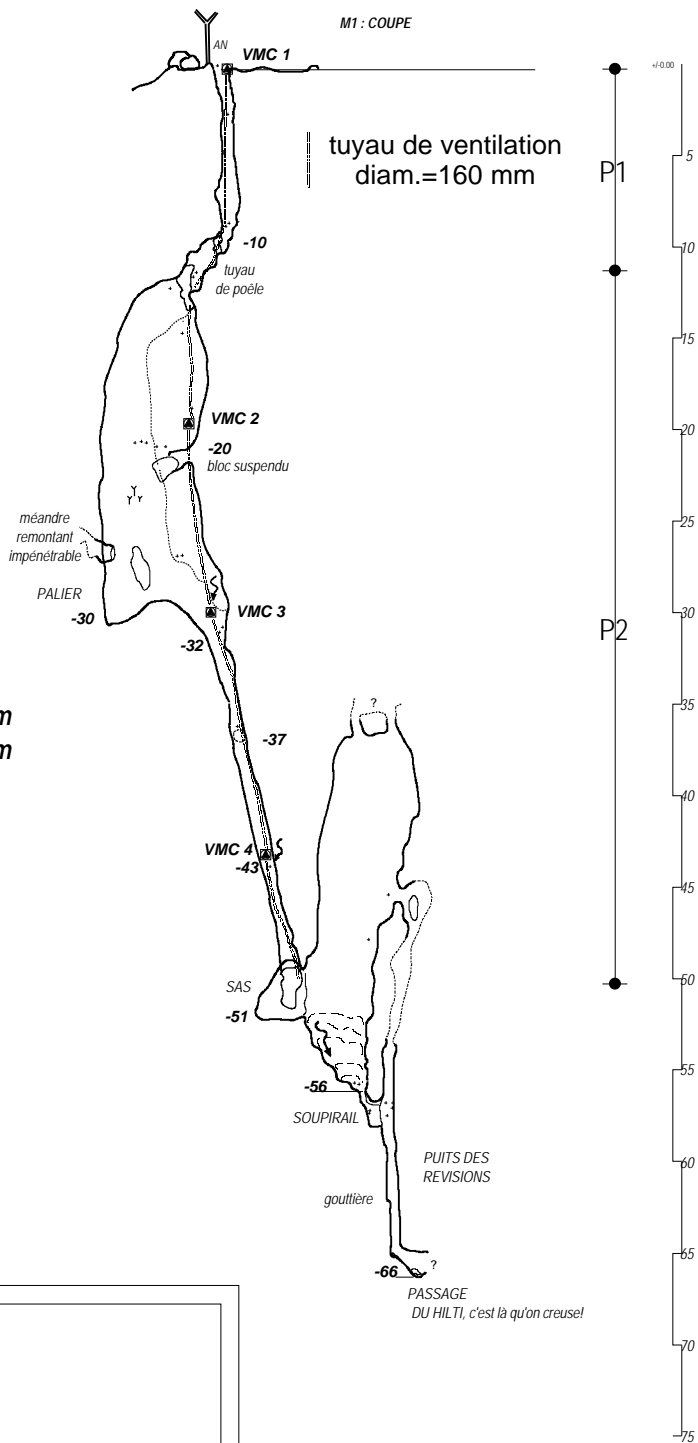 M1 : COUPE
AN
VMC 1
+/-0.00
tuyau de ventilation
diam.=160 mm
P1
5
-10
10
tuyau
de poêle
15
VMC 2
-20
20
bloc suspendu
25
méandre
remontant
impénétrable
PALIER
-30
VMC 3
30
-32
P2
m
m
35
?
-37
40
VMC 4
-43
45
50
SAS
-51
55
-56
SOUPIRAIL
PUITS DES
REVISIONS
60
gouttière
65
-66
?
PASSAGE
DU HILTI, c'est là qu'on creuse!
70
75